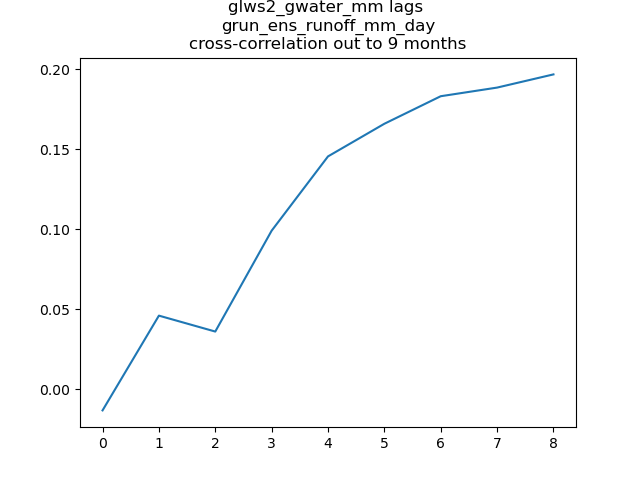 glws2_gwater_mm lags
grun_ens_runoff_mm_day
cross-correlation out to 9 months
0.20
0.15
0.10
0.05
0.00
0 1 2 3 4 5 6 7 8